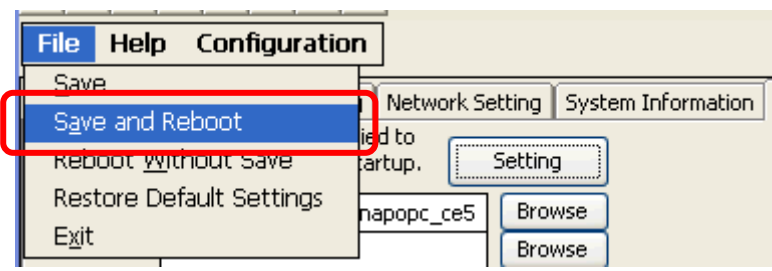 File Help Configuration
Save
Network Setting System Information
Save and Reboot
ied to
Reboot Without Save
tartup. Setting
Restore Default Settings
napopc_ce5 Browse
Exit
Browse